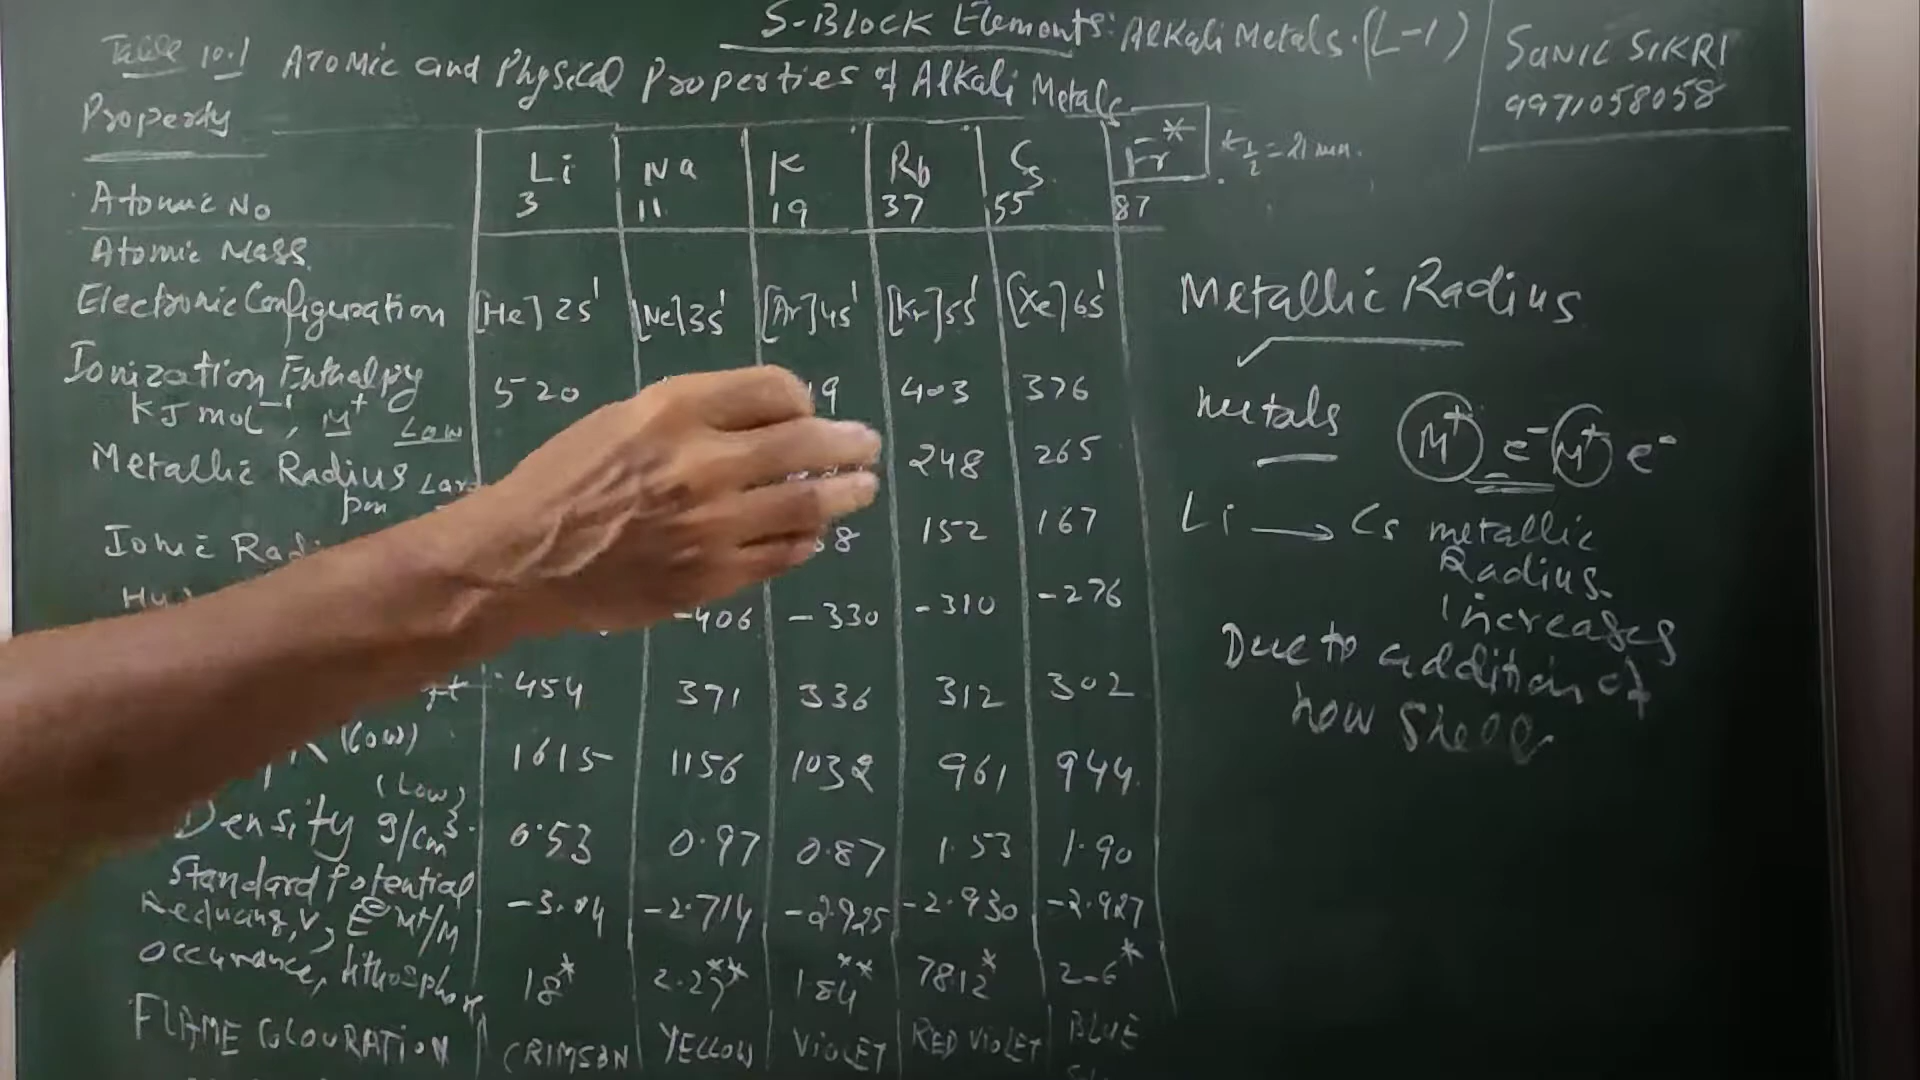 S-Block Elements: Alkali Metals. (L-1)
SUNIL SIKRI
9971058058
Table 10.1 Atomic and Physical Properties of Alkali Metals
Property
Li Na K Rb Cs Fr* t½ = 21 min.
Atomic No 3 11 19 37 55 87
Atomic Mass
Electronic Configuration [He] 2s¹ [Ne] 3s¹ [Ar] 4s¹ [Kr] 5s¹ [Xe] 6s¹
Ionization Enthalpy 520 403 376
KJ mol⁻¹, M⁺ Low
Metallic Radius 248 265
pm
Ionic 152 167
-406 -330 -310 -276
454 371 336 312 302
(Low)
1615 1156 1032 961 944
(Low)
Density g/cm³ 0.53 0.97 0.87 1.53 1.90
Standard Potential
Reducing, V, E⊖ M⁺/M -3.04 -2.714 -2.925 -2.930 -2.927
Occurance, lithosphere 18* 2.27** 1.84** 78.12* 2-6*
FLAME COLOURATION CRIMSON YELLOW VIOLET RED VIOLET BLUE
Metallic Radius
metals M⁺ e⁻ M⁺ e⁻
Li → Cs metallic
Radius
increases
Due to addition of
new Shell